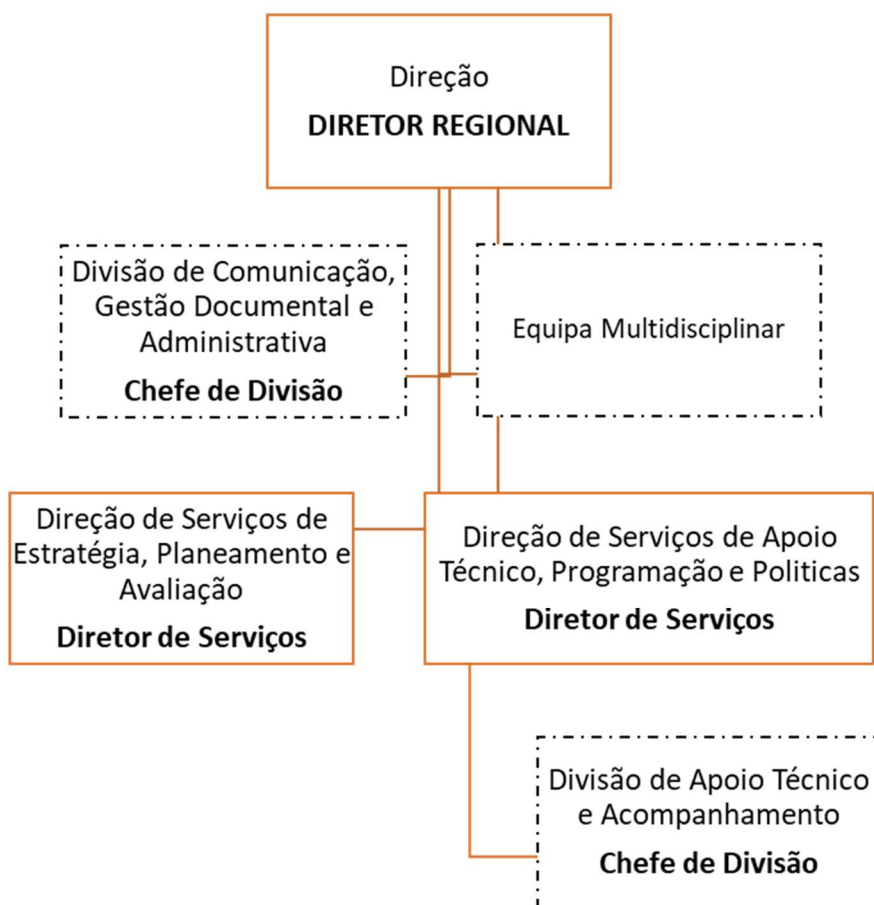 Direção
DIRETOR REGIONAL
Divisão de Comunicação,
Gestão Documental e
Administrativa
Chefe de Divisão
Equipa Multidisciplinar
Direção de Serviços de
Estratégia, Planeamento e
Avaliação
Diretor de Serviços
Direção de Serviços de Apoio
Técnico, Programação e Politicas
Diretor de Serviços
Divisão de Apoio Técnico
e Acompanhamento
Chefe de Divisão